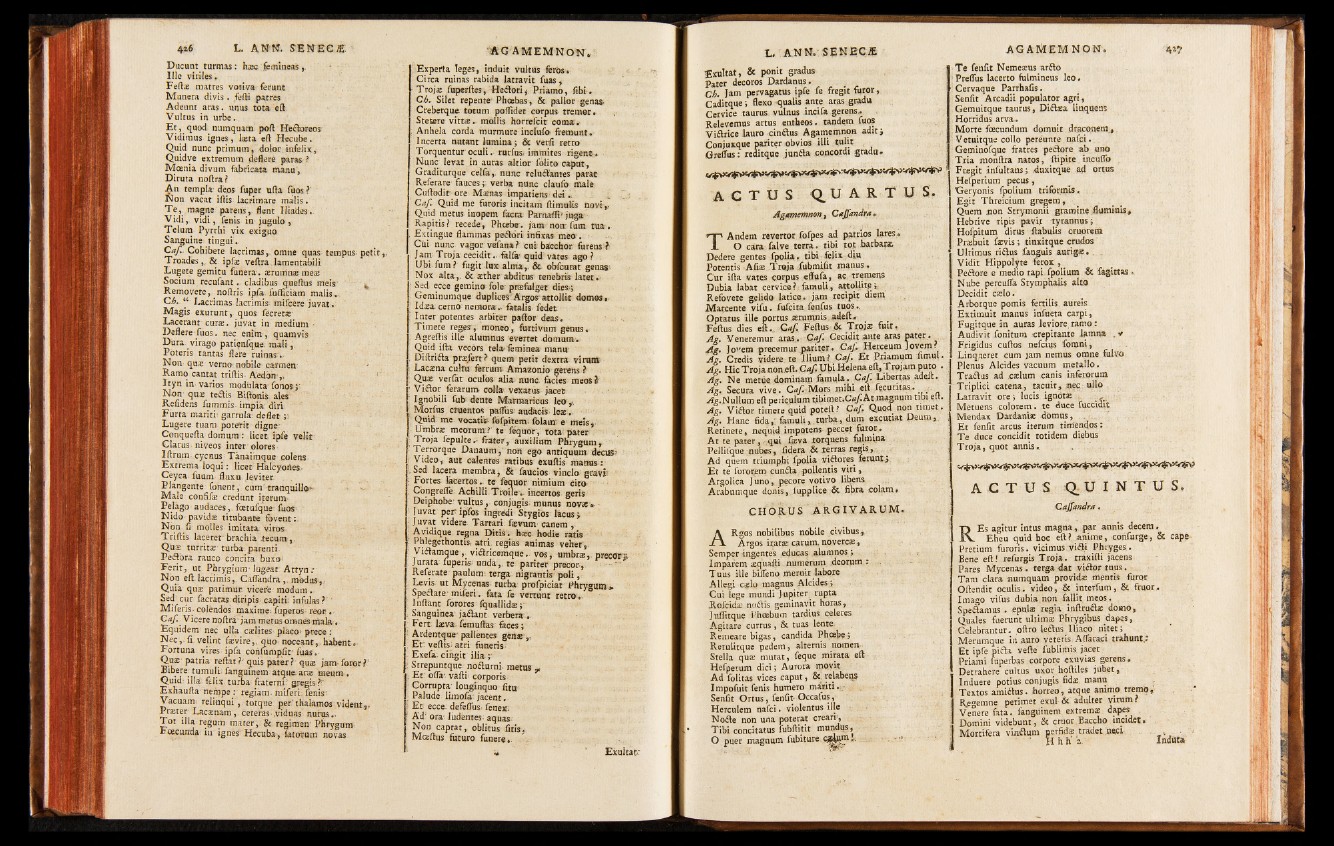 426 L. ANN. SENECÆ
Ducunt turmas: hæc femineas,
Ille viriles.
Feſtæ matres votiva ferunt
Munera divis. feſti patres
Adeunt aras. unus tota eſt
Vultus in urbe.
Et, quod numquam poſt Hectoreos
Vidimus ignes, læta eſt Hecube.
Quid nunc primum, dolor infelix,
Quidve extremum deflere paras?
Mœnia divum fabricata manu,
Diruta noſtra?
An templa deos ſuper uſta ſuos?
Non vacat iſtis lacrimare malis.
Te, magne parens, flent Iliades.
Vidi, vidi, ſenis in jugulo,
Telum Pyrrhi vix exiguo
Sanguine tingui.
Caſ. Cohibete lacrimas, omne quas tempus petit,
Troades, & ipſæ veſtra lamentabili
Lugete gemitu funera. ærumnæ meæ
Socium recuſant. cladibus queſtus meis
Removete, noſtris ipſa ſufficiam malis.
Ch. “ Lacrimas lacrimis miſcere juvat.
Magis exurunt, quos ſecretæ
Lacerant curæ. juvat in medium
Deflere ſuos. nec enim, quamvis
Dura virago patienſque mali,
Poteris tantas flere ruinas.
Non quæ verno nobile carmen
Ramo cantat triſtis Aedon,
Ityn in varios modulata ſonos;
Non quæ tectis Biſtonis ales
Reſidens ſummis impia diri
Furta mariti garrula deflet;
Lugere tuam poterit digne
Conqueſta domum: licet ipſe velit
Clarus niveos inter olores
Iſtrum cycnus Tanaimque colens
Extrema loqui: licet Halcyones
Ceyca ſuum fluxu leviter
Plangente ſonent, cum tranquillo
Male confiſæ credunt iterum
Pelago audaces, fœtuſque ſuos
Nido pavidæ titubante fovent:
Non ſi molles imitata viros
Triſtis laceret brachia tecum,
Quæ turritæ turba parenti
Pectora rauco concita buxo
Ferit, ut Phrygium lugeat Attyn:
Non eſt lacrimis, Caſſandra, modus,
Quia quæ patimur vicere modum.
Sed cur ſacratas diripis capiti infulas?
Miſeris colendos maxime ſuperos reor.
Caſ. Vicere noſtra jam metus omnes mala.
Equidem nec ulla cælites placo prece:
Nec, ſi velint ſævire, quo noceant, habent.
Fortuna vires ipſa conſumpſit ſuas.
Quæ patria reſtat? quis pater? quæ jam ſoror?
Bibere tumuli ſanguinem atque aræ meum.
Quid illa felix turba fraterni gregis?
Exhauſta nempe: regiam miſeri ſenis
Vacuam relinqui, torque per thalamos vident,
Præter Lacænam, ceteras viduas nurus.
Tot illa regum mater, & regimen Phrygum
Fœcunda in ignes Hecuba, fatorum novas
AGAMEMNON.
Experta leges, induit vultus feros.
Circa ruinas rabida latravit ſuas,
Trojæ ſuperſtes, Hectori, Priamo, ſibi.
Ch. Silet repente Phœbas, & pallor genas
Creberque totum poſſidet corpus tremor.
Stetere vittæ. mollis horreſcit coma.
Anhela corda murmure incluſo fremunt.
Incerta nutant lumina; & verſi retro
Torquentur oculi. rurſus immites rigent.
Nunc levat in auras altior ſolito caput,
Graditurque celſa, nunc reluctantes parat
Reſerare fauces; verba nunc clauſo male
Cuſtodit ore Mænas impatiens dei.
Caſ. Quid me furoris incitam ſtimulis novi,
Quid metus inopem ſacra Parnaſſi juga
Rapitis? recede, Phœbe. jam non ſum tua.
Extingue flammas pectori infixas meo.
Cui nunc vagor veſana? cui bacchor furens?
Jam Troja cecidit. falſa quid vates ago?
Ubi ſum? fugit lux alma, & obſcurat genas
Nox alta, & æther abditus tenebris latet.
Sed ecce gemino ſole præfulget dies;
Geminumque duplices Argos attollit domos.
Idæa cerno nemora. fatalis ſedet
Inter potentes arbiter paſtor deas.
Timete reges, moneo, furtivum genus.
Agreſtis ille alumnus evertet domum.
Quid iſta vecors tela feminea manu
Diſtricta præfert? quem petit dextra virum
Lacæna cultu ferrum Amazonio gerens?
Quæ verſat oculos alia nunc facies meos?
Victor ferarum colla vexatus jacet
Ignobili ſub dente Marmaricus leo,
Morſus cruentos paſſus audacis leæ.
Quid me vocatis ſoſpitem ſolam e meis,
Umbræ meorum? te ſequor, tota pater
Troja ſepulte. frater, auxilium Phrygum,
Terrorque Danaum, non ego antiquum decus
Video, aut calentes ratibus exuſtis manus:
Sed lacera membra, & ſaucios vinclo gravi
Fortes lacertos. te ſequor nimium cito
Congreſſe Achilli Troile. incertos geris
Deiphobe vultus, conjugis munus novæ.
Juvat per ipſos ingredi Stygios lacus;
Juvat videre Tartari ſævum canem,
Avidique regna Ditis. hæc hodie ratis
Phlegethontis atri regias animas vehet,
Victamque, victricemque. vos, umbræ, precor,
Jurata ſuperis unda, te pariter precor,
Reſerate paulum terga nigrantis poli,
Levis ut Mycenas turba proſpiciat Phrygum.
Spectate miſeri. fata ſe vertunt retro.
Inſtant ſorores ſquallidæ;
Sanguinea jactant verbera.
Fert læva ſemuſtas faces;
Ardentque pallentes genæ,
Et veſtis atri funeris
Exeſa cingit ilia;
Strepuntque nocturni metus,
Et oſſa vaſti corporis
Corrupta longinquo ſitu
Palude limoſa jacent.
Et ecce defeſſus ſenex
Ad ora ludentes aquas
Non captat, oblitus ſitis,
Mœſtus futuro funere.
Exultat
L. ANN. SENECÆ
Exultat, & ponit gradus
Pater decoros Dardanus.
Ch. Jam pervagatus ipſe ſe fregit furor,
Caditque; flexo qualis ante aras gradu
Cervice taurus vulnus inciſa gerens.
Relevemus artus entheos. tandem ſuos
Victrice lauro cinctus Agamemnon adit;
Conjuxque pariter obvios illi tulit
Greſſus: reditque juncta concordi gradu.
ACTUS QUARTUS.
Agamemnon, Caſſandra.
TAndem revertor ſoſpes ad patrios lares.
O cara ſalve terra. tibi tot barbaræ
Dedere gentes ſpolia. tibi felix diu
Potentis Aſiæ Troja ſubmiſit manus.
Cur iſta vates corpus effuſa, ac tremens
Dubia labat cervice? famuli, attollite;
Refovete gelido latice. jam recipit diem
Marcente viſu. ſuſcita ſenſus tuos.
Optatus ille portus ærumnis adeſt.
Feſtus dies eſt. Caſ. Feſtus & Trojæ fuit.
Ag. Veneremur aras. Caſ. Cecidit ante aras pater.
Ag. Jovem precemur pariter. Caſ. Herceum Jovem?
Ag. Credis videre te Ilium? Caſ. Et Priamum ſimul.
Ag. Hic Troja non eſt. Caſ. Ubi Helena eſt, Trojam puto.
Ag. Ne metue dominam famula. Caſ. Libertas adeſt.
Ag. Secura vive. Caſ. Mors mihi eſt ſecuritas.
Ag. Nullum eſt periculum tibimet. Caſ. At magnum tibi eſt.
Ag. Victor timere quid poteſt? Caſ. Quod non timet.
Ag. Hanc fida, famuli, turba, dum excutiat Deum,
Retinete, nequid impotens peccet furor.
At te pater, qui ſæva torquens fulmina
Pelliſque nubes, ſidera & terras regis,
Ad quem triumphi ſpolia victores ferunt;
Et te ſororem cuncta pollentis viri,
Argolica Juno, pecore votivo libens
Arabumque donis, ſupplice & fibra colam.
CHORUS ARGIVARUM.
ARgos nobilibus nobile civibus,
Argos iratæ carum novercæ,
Semper ingentes educas alumnos;
Imparem æquaſti numerum deorum:
Tuus ille biſſeno meruit labore
Allegi cælo magnus Alcides;
Cui lege mundi Jupiter rupta
Roſcidæ noctis geminavit horas,
Juſſitque Phœbum tardius celeres
Agitare currus, & tuas lente
Remeare bigas, candida Phœbe;
Retulitque pedem, alternis nomen
Stella quæ mutat, ſeque mirata eſt
Heſperum dici; Aurora movit
Ad ſolitas vices caput, & relabens
Impoſuit ſenis humero mariti.
Senſit Ortus, ſenſit Occaſus,
Herculem naſci. violentus ille
Nocte non una poterat creari,
Tibi concitatus ſubſtitit mundus,
O puer magnum ſubiture cælum!
AGAMEMNON. 427
Te ſenſit Nemeæus arcto
Preſſus lacerto fulmineus leo.
Cervaque Parrhaſis.
Senſit Arcadii populator agri,
Gemuitque taurus, Dictæa linquens
Horridus arva.
Morte fœcundum domuit draconem,
Vetuitque collo pereunte naſci.
Geminoſque fratres pectore ab uno
Tria monſtra natos, ſtipite incuſſo
Fregit inſultans; duxitque ad ortus
Heſperium pecus,
Geryonis ſpolium triformis.
Egit Threicium gregem,
Quem non Strymonii gramine fluminis,
Hebrive ripis pavit tyrannus;
Hoſpitum dirus ſtabulis cruorem
Præbuit ſævis; tinxitque crudos
Ultimus rictus ſanguis aurigæ.
Vidit Hippolyte ferox,
Pectore e medio rapi ſpolium & ſagittas.
Nube percuſſa Stymphalis alto
Decidit cælo.
Arborque pomis fertilis aureis
Extimuit manus inſueta carpi,
Fugitque in auras leviore ramo:
Audivit ſonitum crepitante lamna
Frigidus cuſtos neſcius ſomni,
Linqueret cum jam nemus omne fulvo
Plenus Alcides vacuum metallo.
Tractus ad cælum canis inferorum
Triplici catena, tacuit, nec ullo
Latravit ore; lucis ignotæ
Metuens colorem. te duce ſuccidit
Mendax Dardaniæ domus,
Et ſenſit arcus iterum timendos:
Te duce concidit totidem diebus
Troja, quot annis.
ACTUS QUINTUS.
Caſſandra.
REs agitur intus magna, par annis decem.
Eheu quid hoc eſt? anime, conſurge, & cape
Pretium furoris. vicimus victi Phryges.
Bene eſt! reſurgis Troja. traxiſti jacens
Pares Mycenas. terga dat victor tuus.
Tam clara numquam providæ mentis furor
Oſtendit oculis. video, & interſum, & fruor.
Imago viſus dubia non fallit meos.
Spectamus. epulæ regia inſtructæ domo,
Quales fuerunt ultimæ Phrygibus dapes,
Celebrantur. oſtro lectus Iliaco nitet;
Merumque in auro veteris Aſſaraci trahunt:
Et ipſe picta veſte ſublimis jacet
Priami ſuperbas corpore exuvias gerens.
Detrahere cultus uxor hoſtiles jubet,
Induere potius conjugis fidæ manu
Textos amictus. horreo, atque animo tremo,
Regemne perimet exul & adulter virum?
Venere fata. ſanguinem extremæ dapes
Domini videbunt, & cruor Baccho incidet.
Mortifera vinctum perfidæ tradet neci
Hhh 2 Induta